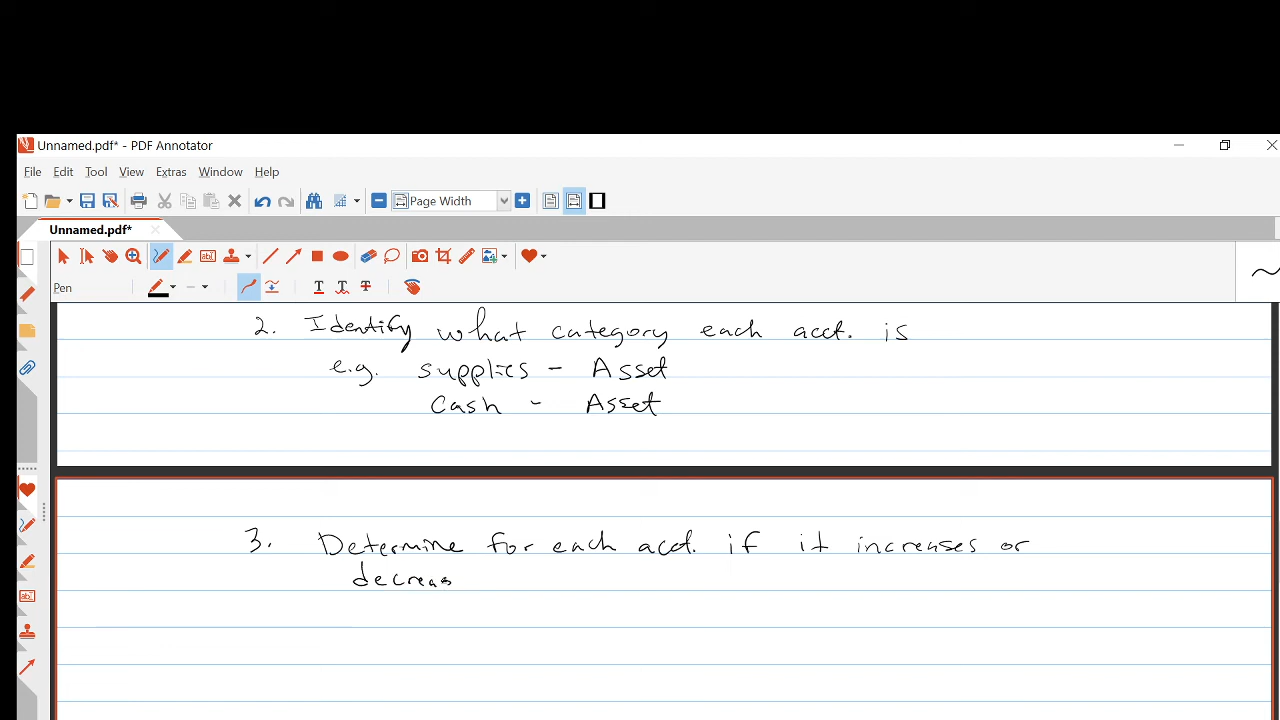 Unnamed.pdf* - PDF Annotator
File Edit Tool View Extras Window Help
Page Width
Unnamed.pdf*
Pen
2. Identify what category each acct. is
e.g. supplies - Asset
Cash - Asset
3. Determine for each acct. if it increases or
decreas